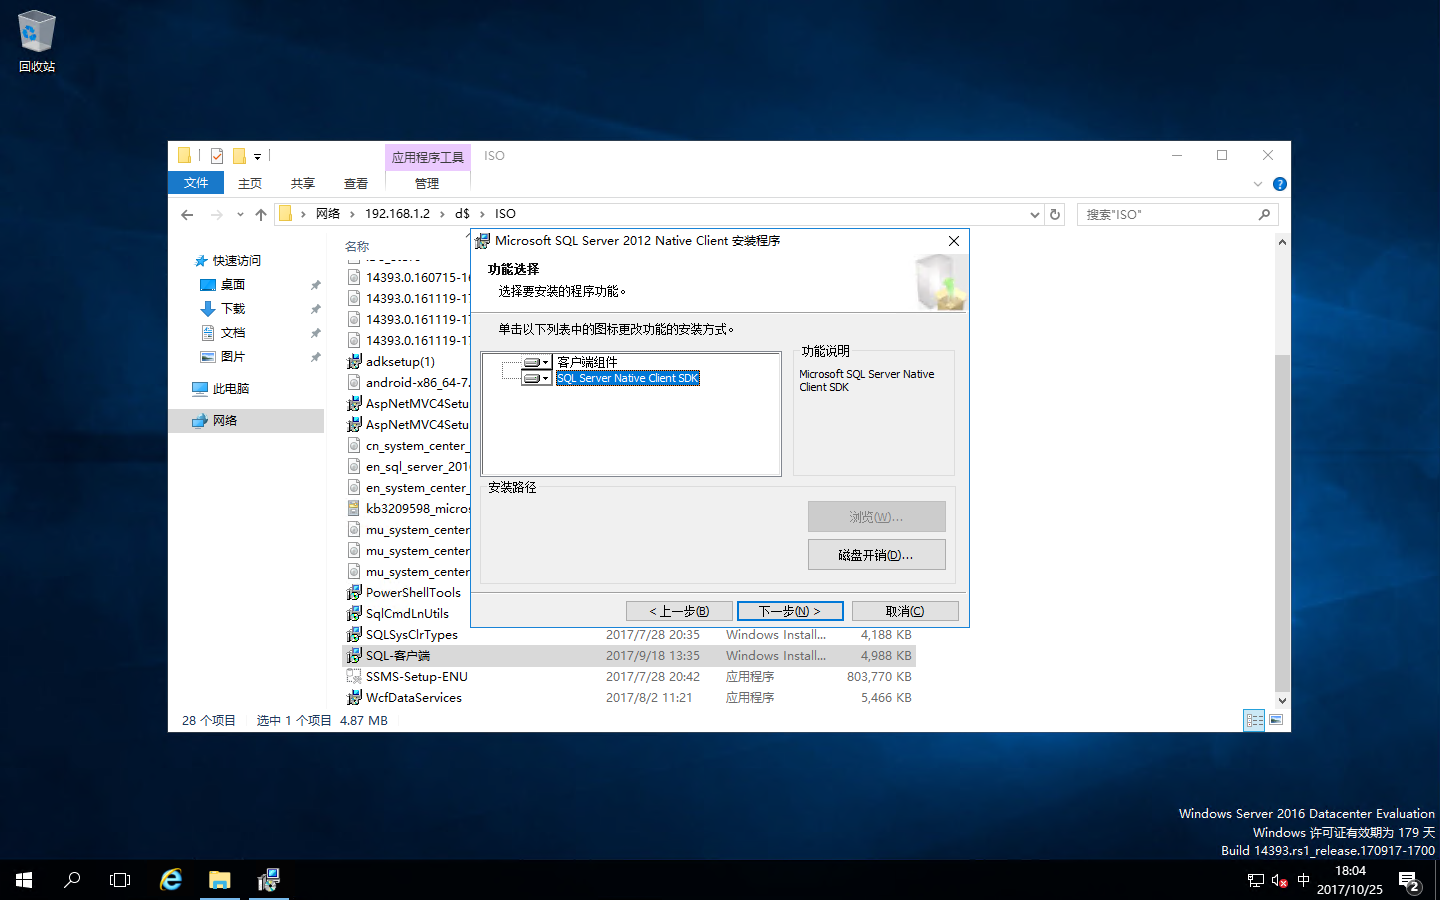 回收站
应用程序工具
ISO
文件
主页
共享
查看
管理
网络
192.168.1.2
d$
ISO
搜索"ISO"
快速访问
桌面
下载
文档
图片
此电脑
网络
名称
14393.0.160715-16
14393.0.161119-17
14393.0.161119-17
14393.0.161119-17
adksetup(1)
android-x86_64-7.
AspNetMVC4Setu
AspNetMVC4Setu
cn_system_center_
en_sql_server_201
en_system_center_
kb3209598_micros
mu_system_center
mu_system_center
mu_system_center
PowerShellTools
SqlCmdLnUtils
SQLSysClrTypes 2017/7/28 20:35 Windows Install... 4,188 KB
SQL-客户端 2017/9/18 13:35 Windows Install... 4,988 KB
SSMS-Setup-ENU 2017/7/28 20:42 应用程序 803,770 KB
WcfDataServices 2017/8/2 11:21 应用程序 5,466 KB
28 个项目 选中 1 个项目 4.87 MB
Microsoft SQL Server 2012 Native Client 安装程序
功能选择
选择要安装的程序功能。
单击以下列表中的图标更改功能的安装方式。
客户端组件
SQL Server Native Client SDK
功能说明
Microsoft SQL Server Native
Client SDK
安装路径
浏览(W)...
磁盘开销(D)...
< 上一步(B)
下一步(N) >
取消(C)
Windows Server 2016 Datacenter Evaluation
Windows 许可证有效期为 179 天
Build 14393.rs1_release.170917-1700
中
18:04
2017/10/25
2